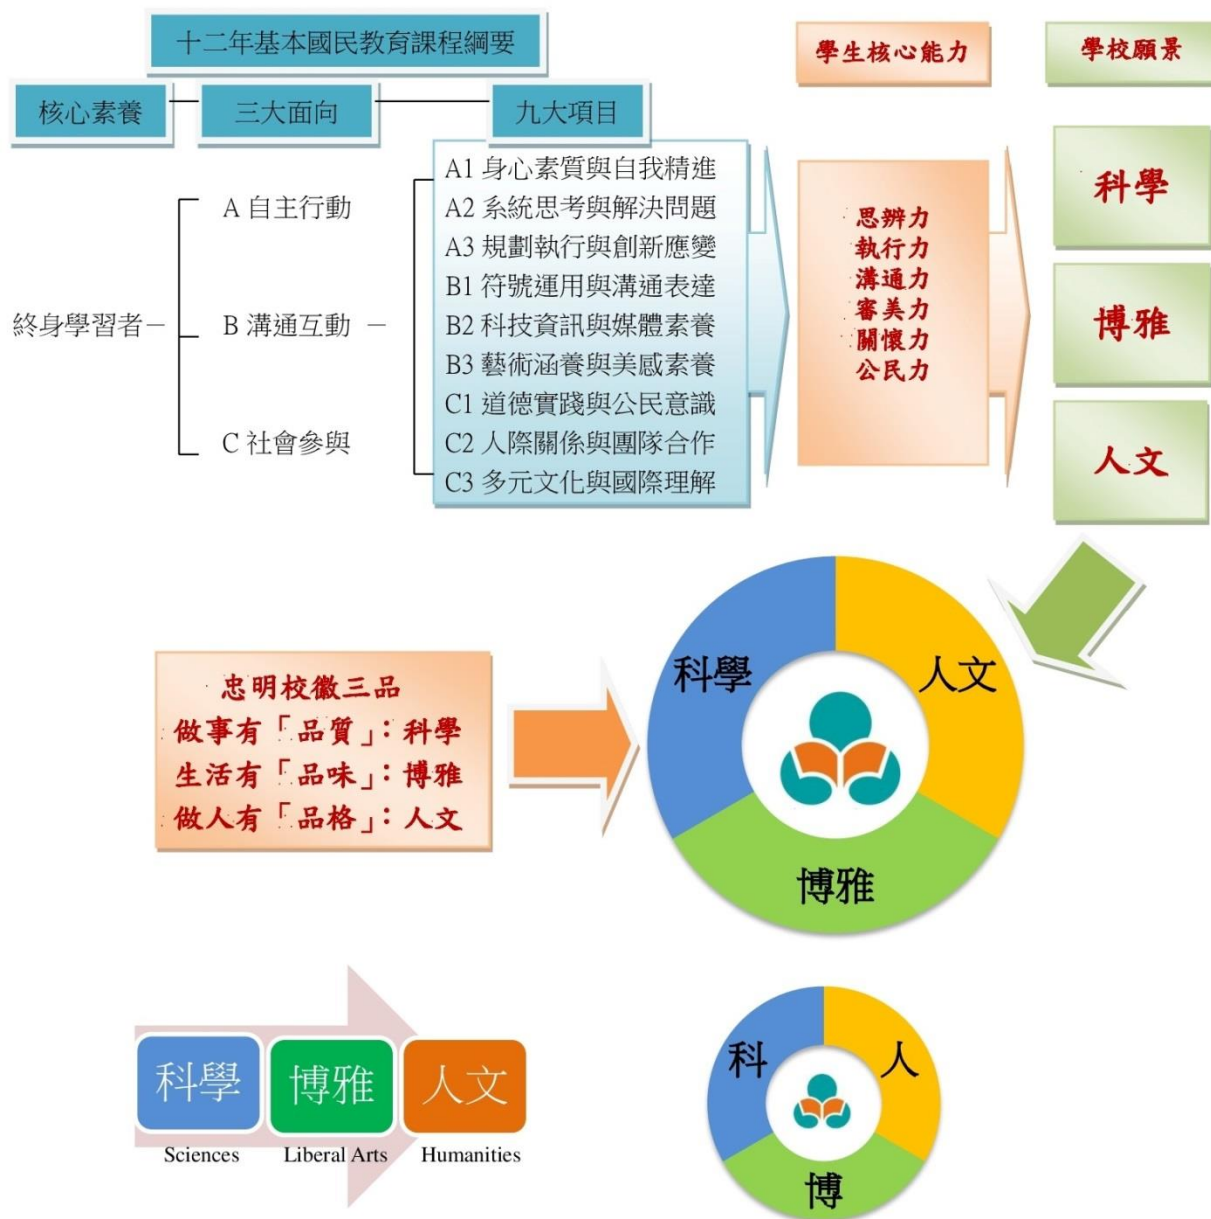 十二年基本國民教育課程綱要
學生核心能力
學校願景
核心素養
三大面向
九大項目
終身學習者
A 自主行動
B 溝通互動
C 社會參與
A1 身心素質與自我精進
A2 系統思考與解決問題
A3 規劃執行與創新應變
B1 符號運用與溝通表達
B2 科技資訊與媒體素養
B3 藝術涵養與美感素養
C1 道德實踐與公民意識
C2 人際關係與團隊合作
C3 多元文化與國際理解
思辨力
執行力
溝通力
審美力
關懷力
公民力
科學
博雅
人文
忠明校徽三品
做事有「品質」：科學
生活有「品味」：博雅
做人有「品格」：人文
科學
人文
博雅
科學
博雅
人文
Sciences
Liberal Arts
Humanities
科
人
博